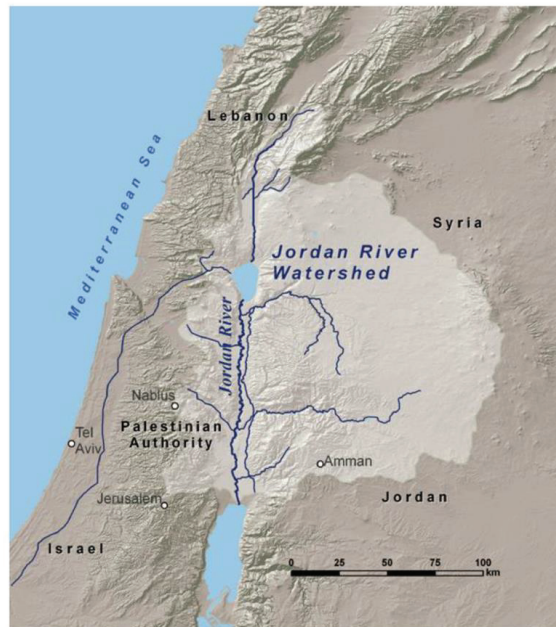 Lebanon
Mediterranean Sea
Syria
Jordan River
Watershed
Jordan River
Nablus
Palestinian
Authority
Tel
Aviv
Amman
Jerusalem
Jordan
Israel
0 25 50 75 100
km